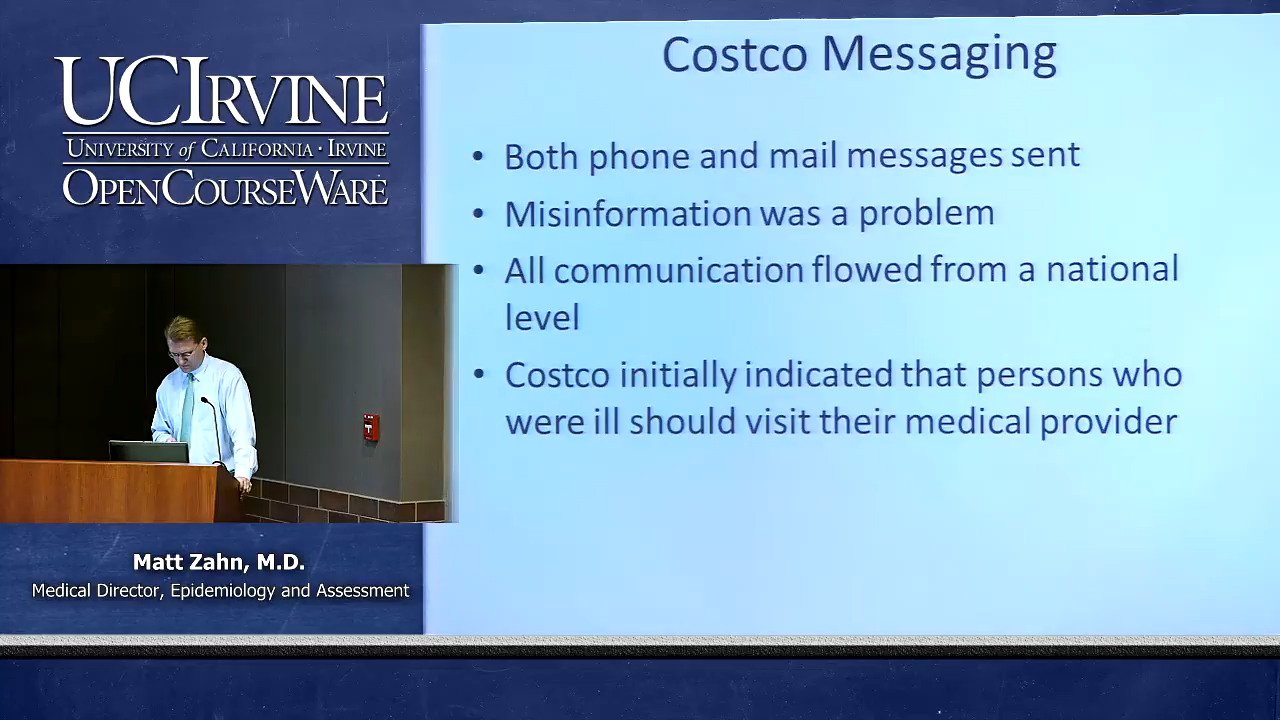 UCIRVINE
UNIVERSITY of CALIFORNIA · IRVINE
OPENCOURSEWARE
Costco Messaging
• Both phone and mail messages sent
• Misinformation was a problem
• All communication flowed from a national
level
• Costco initially indicated that persons who
were ill should visit their medical provider
Matt Zahn, M.D.
Medical Director, Epidemiology and Assessment